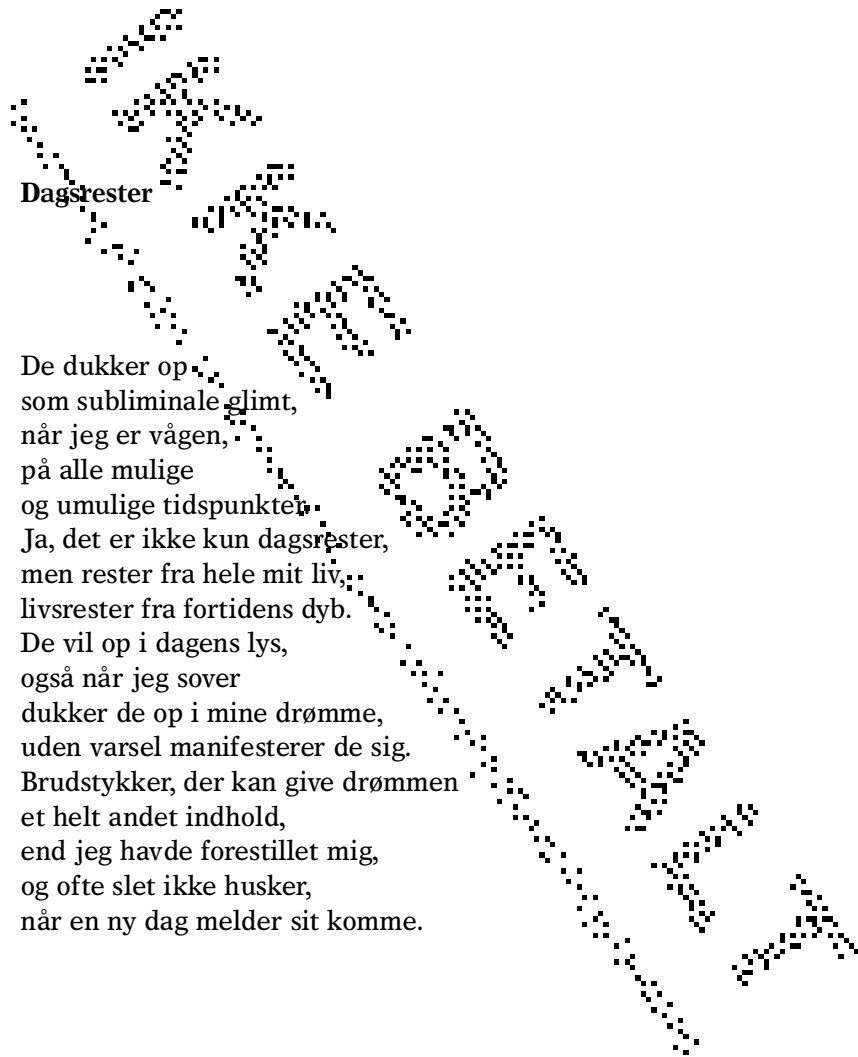 IKKE BETALT
Dagsrester
De dukker op
som subliminale glimt,
når jeg er vågen,
på alle mulige
og umulige tidspunkter.
Ja, det er ikke kun dagsrester,
men rester fra hele mit liv,
livsrester fra fortidens dyb.
De vil op i dagens lys,
også når jeg sover
dukker de op i mine drømme,
uden varsel manifesterer de sig.
Brudstykker, der kan give drømmen
et helt andet indhold,
end jeg havde forestillet mig,
og ofte slet ikke husker,
når en ny dag melder sit komme.